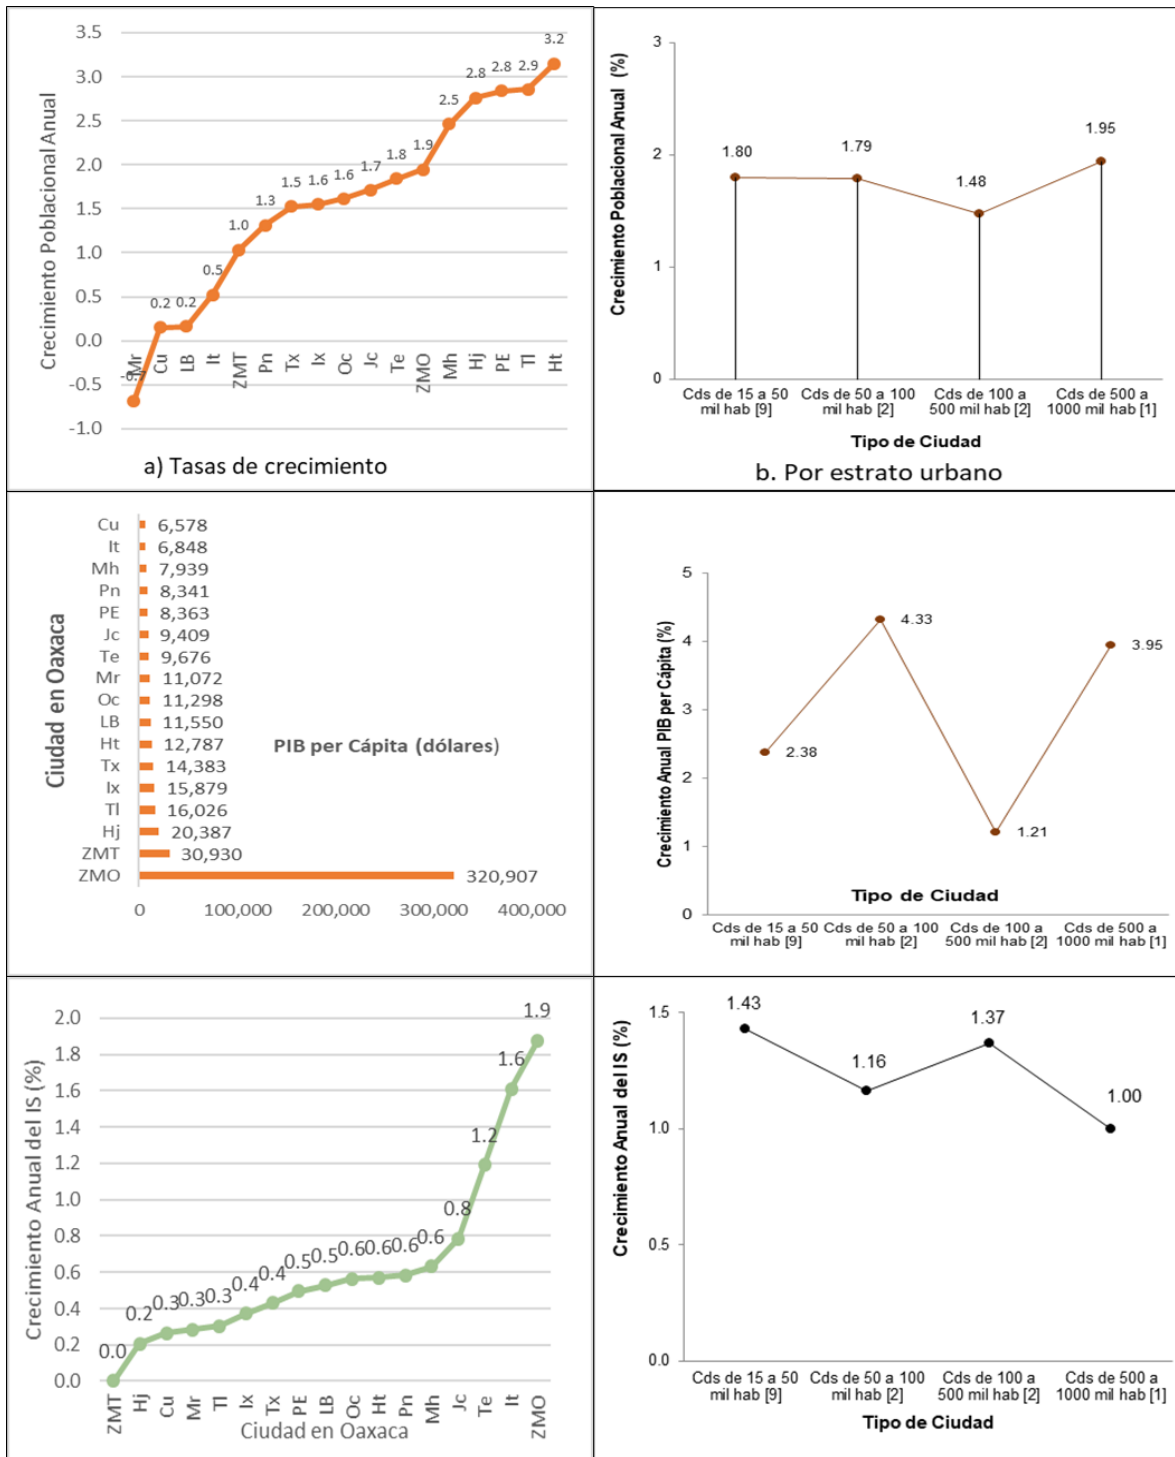 3.5
3.0
2.5
2.0
1.5
1.0
0.5
0.0
-0.5
-1.0
Crecimiento Poblacional Anual
-0.7
0.2
0.2
0.5
1.0
1.3
1.5
1.6
1.6
1.7
1.8
1.9
2.5
2.8
2.8
2.9
3.2
Mr Cu LB It ZMT Pn Tx Ix Oc Jc Te ZMO Mh Hj PE Tl Ht
a) Tasas de crecimiento
3
2
1
0
Crecimiento Poblacional Anual (%)
1.80
1.79
1.48
1.95
Cds de 15 a 50
mil hab [9]
Cds de 50 a 100
mil hab [2]
Cds de 100 a
500 mil hab [2]
Cds de 500 a
1000 mil hab [1]
Tipo de Ciudad
b. Por estrato urbano
Ciudad en Oaxaca
Cu 6,578
It 6,848
Mh 7,939
Pn 8,341
PE 8,363
Jc 9,409
Te 9,676
Mr 11,072
Oc 11,298
LB 11,550
Ht 12,787
PIB per Cápita (dólares)
Tx 14,383
Ix 15,879
Tl 16,026
Hj 20,387
ZMT 30,930
ZMO 320,907
0 100,000 200,000 300,000 400,000
5
4
3
2
1
0
Crecimiento Anual PIB per Cápita (%)
2.38
4.33
1.21
3.95
Tipo de Ciudad
Cds de 15 a 50
mil hab [9]
Cds de 50 a 100
mil hab [2]
Cds de 100 a
500 mil hab [2]
Cds de 500 a
1000 mil hab [1]
2.0
1.8
1.6
1.4
1.2
1.0
0.8
0.6
0.4
0.2
0.0
Crecimiento Anual del IS (%)
0.0
0.2
0.3
0.3
0.3
0.4
0.4
0.5
0.5
0.6
0.6
0.6
0.6
0.8
1.2
1.6
1.9
ZMT Hj Cu Mr Tl Ix Tx PE LB Oc Ht Pn Mh Jc Te It ZMO
Ciudad en Oaxaca
1.5
1.0
0.5
0.0
Crecimiento Anual del IS (%)
1.43
1.16
1.37
1.00
Cds de 15 a 50
mil hab [9]
Cds de 50 a 100
mil hab [2]
Cds de 100 a
500 mil hab [2]
Cds de 500 a
1000 mil hab [1]
Tipo de Ciudad